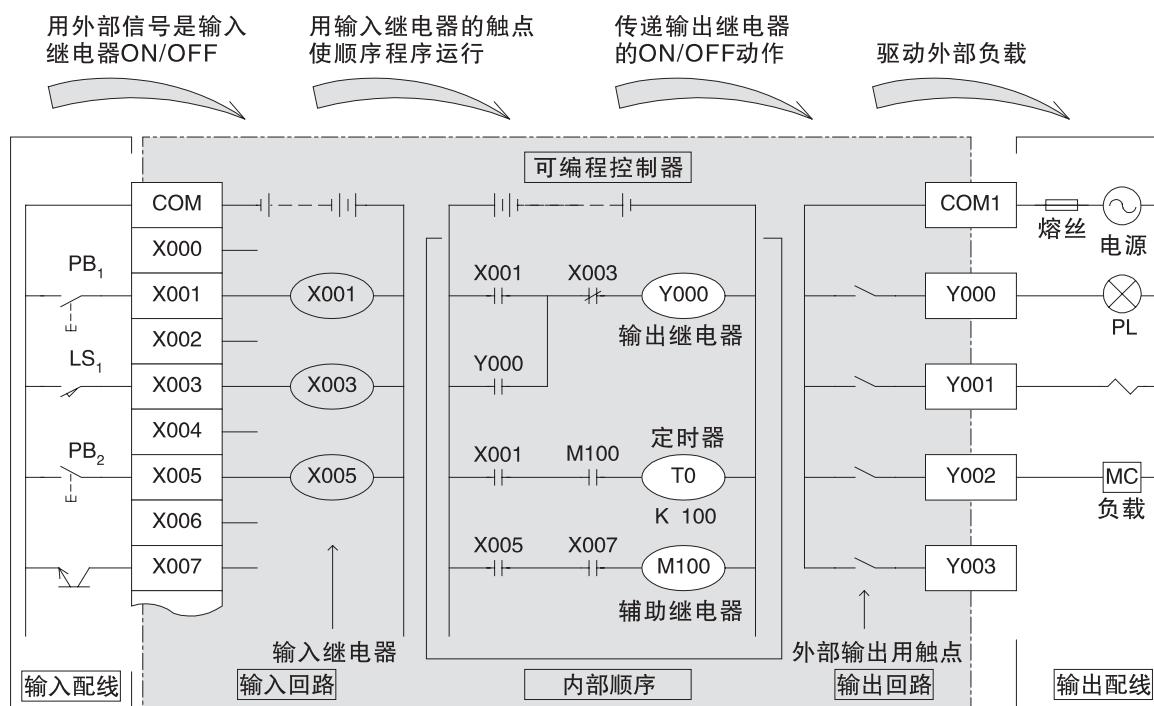 用外部信号是输入
继电器ON/OFF
用输入继电器的触点
使顺序程序运行
传递输出继电器
的ON/OFF动作
驱动外部负载
可编程控制器
COM
X000
PB1
X001
X002
LS1
X003
X004
PB2
X005
X006
X007
X001
X003
X005
输入继电器
X001
X003
Y000
输出继电器
Y000
X001
M100
定时器
T0
K 100
X005
X007
M100
辅助继电器
COM1
熔丝
电源
Y000
PL
Y001
Y002
MC
负载
Y003
外部输出用触点
输入配线
输入回路
内部顺序
输出回路
输出配线